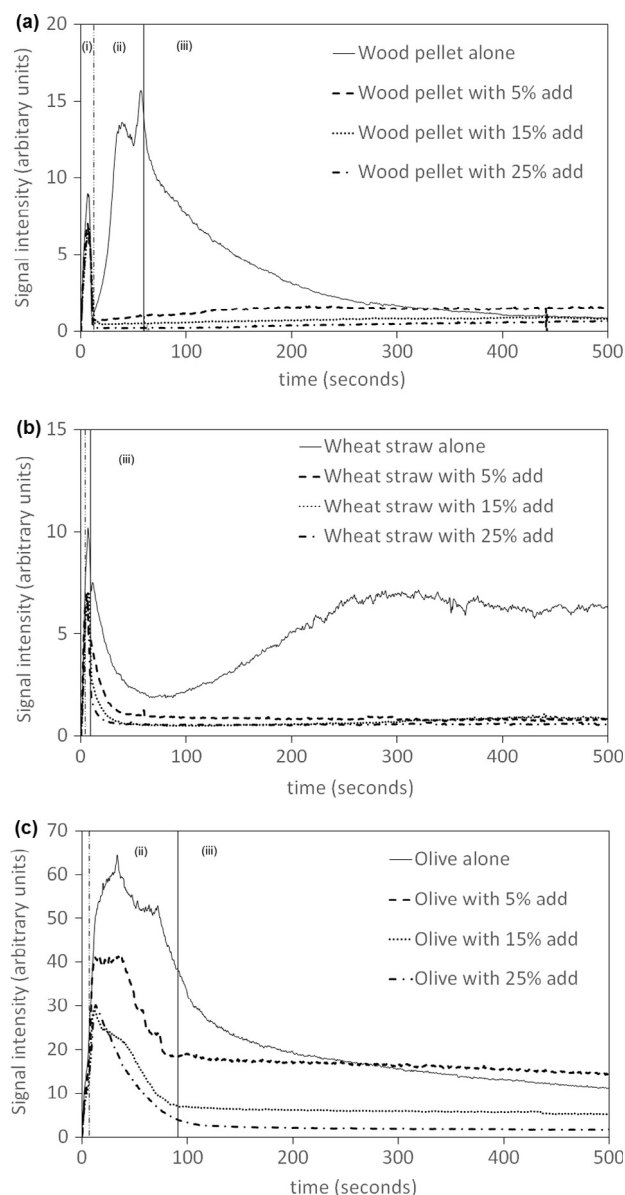 (a)
20
15
10
5
0
Signal intensity (arbitary units)
(i)
(ii)
(iii)
Wood pellet alone
Wood pellet with 5% add
Wood pellet with 15% add
Wood pellet with 25% add
0 100 200 300 400 500
time (seconds)
(b)
15
10
5
0
Signal intensity (arbitrary units)
(iii)
Wheat straw alone
Wheat straw with 5% add
Wheat straw with 15% add
Wheat straw with 25% add
0 100 200 300 400 500
time (seconds)
(c)
70
60
50
40
30
20
10
0
Signal intensity (arbitrary units)
(ii)
(iii)
Olive alone
Olive with 5% add
Olive with 15% add
Olive with 25% add
0 100 200 300 400 500
time (seconds)